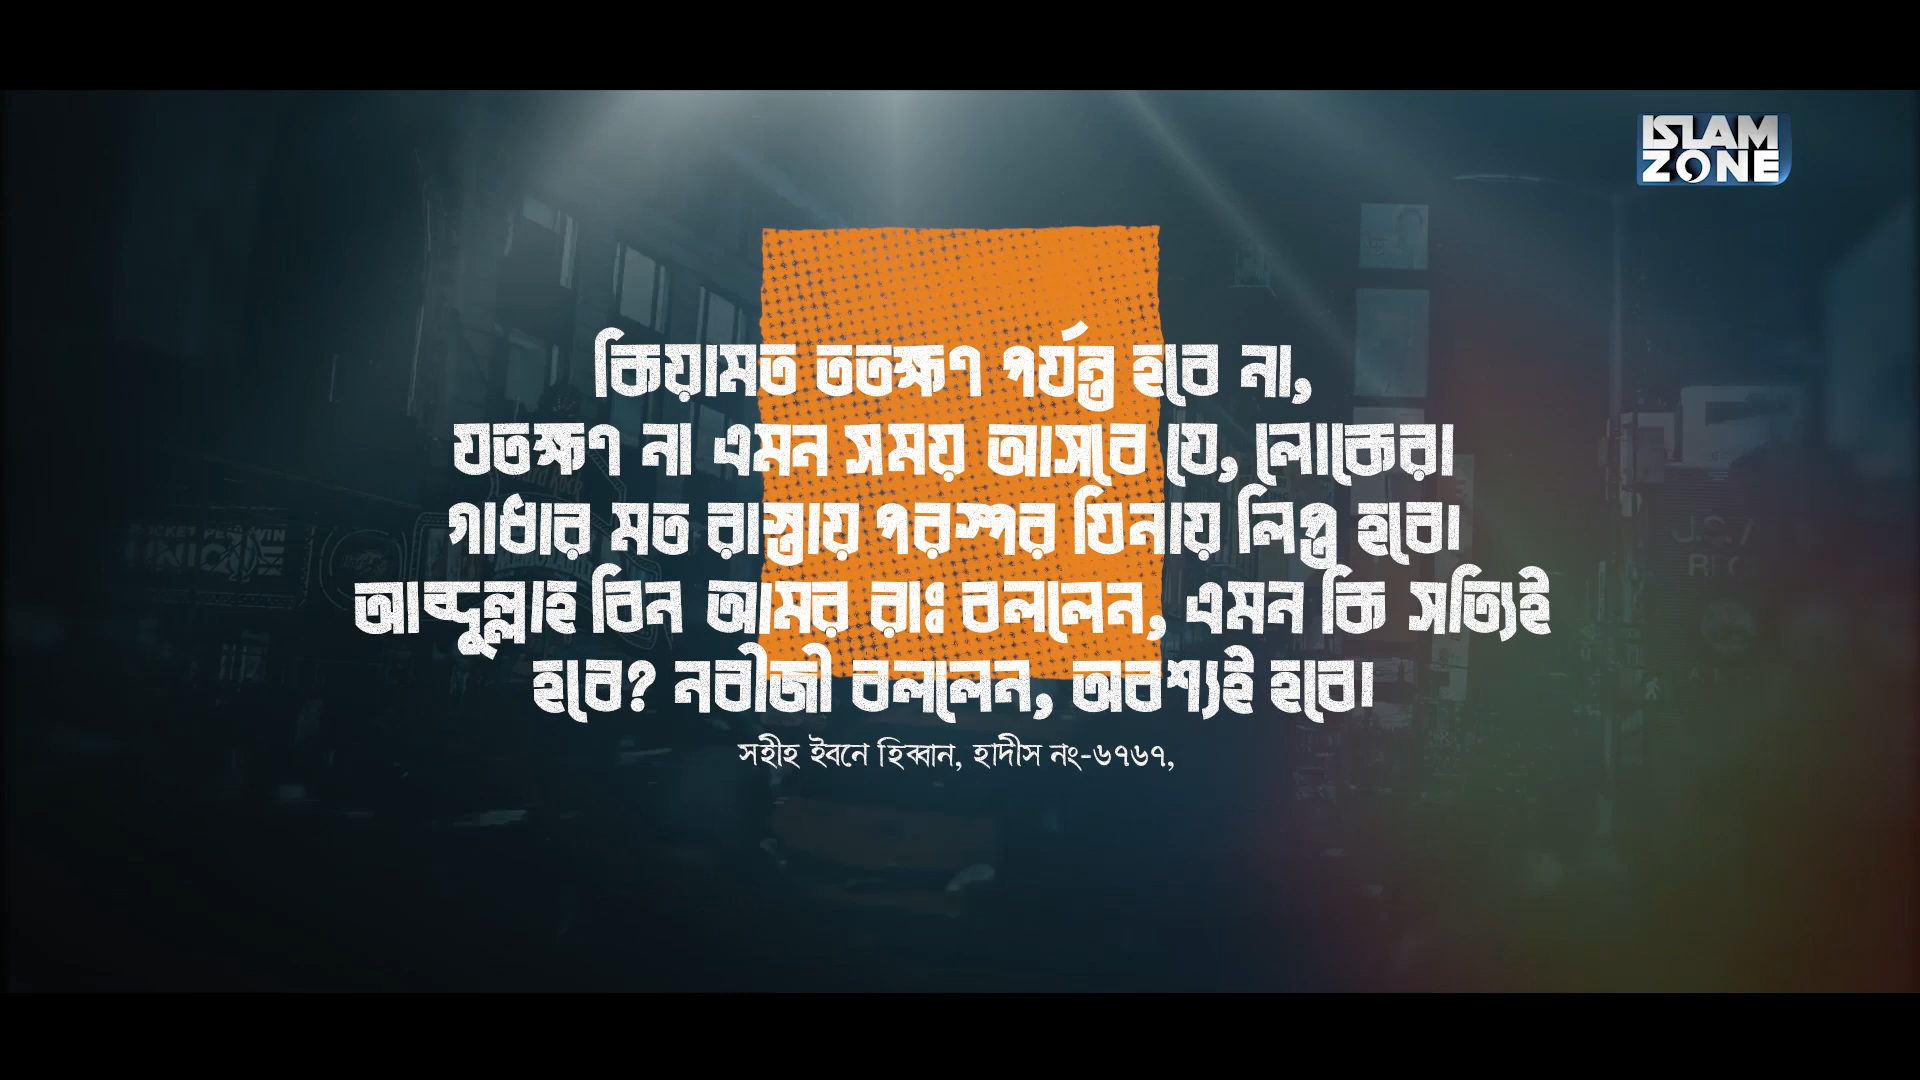 ISLAM
ZONE
কিয়ামত ততক্ষণ পর্যন্ত হবে না,
যতক্ষণ না এমন সময় আসবে যে, লোকেরা
গাধার মত রাস্তায় পরস্পর যিনায় লিপ্ত হবে।
আব্দুল্লাহ বিন আমর রাঃ বললেন, এমন কি সত্যিই
হবে? নবীজী বললেন, অবশ্যই হবে।
সহীহ ইবনে হিব্বান, হাদীস নং-৬৭৬৭,